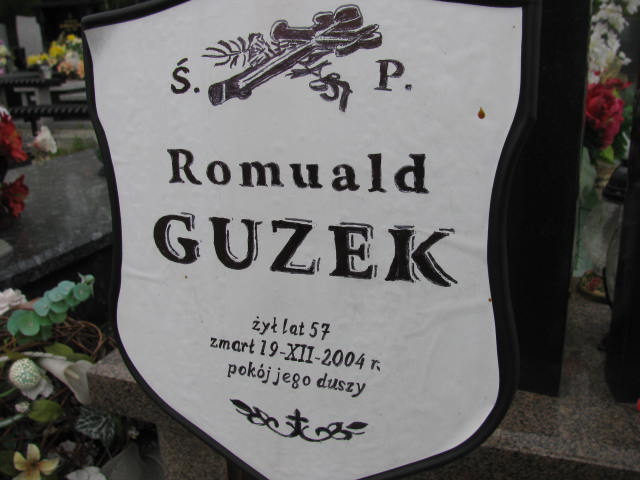 Ś. P.
Romuald
GUZEK
żył lat 57
zmarł 19-XII-2004 r.
pokój jego duszy